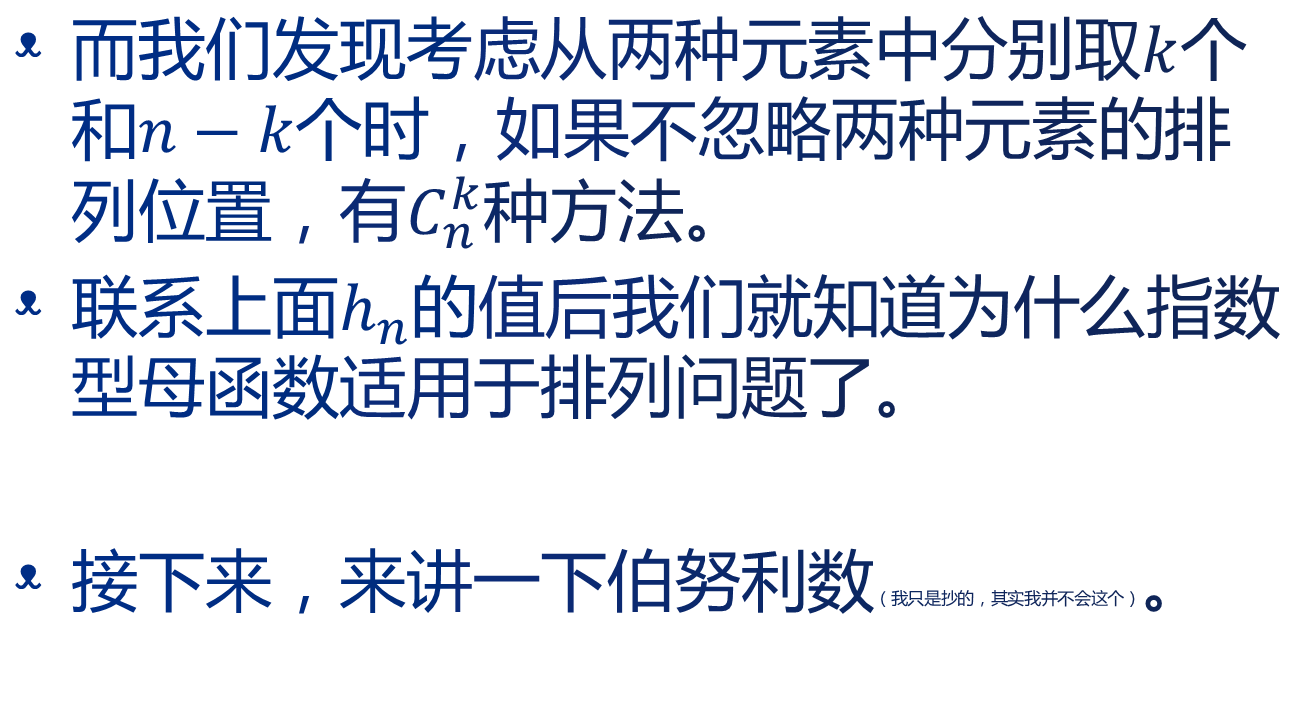 ᴥ 而我们发现考虑从两种元素中分别取k个
和n − k个时，如果不忽略两种元素的排
列位置，有C_n^k种方法。
ᴥ 联系上面h_n的值后我们就知道为什么指数
型母函数适用于排列问题了。
ᴥ 接下来，来讲一下伯努利数（我只是抄的，其实我并不会这个）。